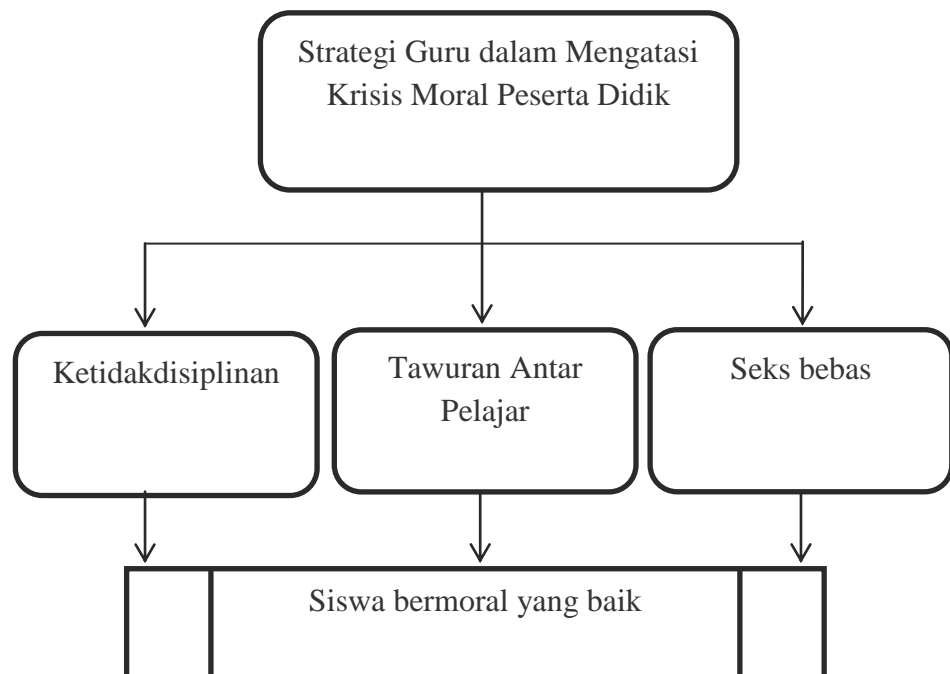 Strategi Guru dalam Mengatasi
Krisis Moral Peserta Didik
Ketidakdisiplinan
Tawuran Antar
Pelajar
Seks bebas
Siswa bermoral yang baik